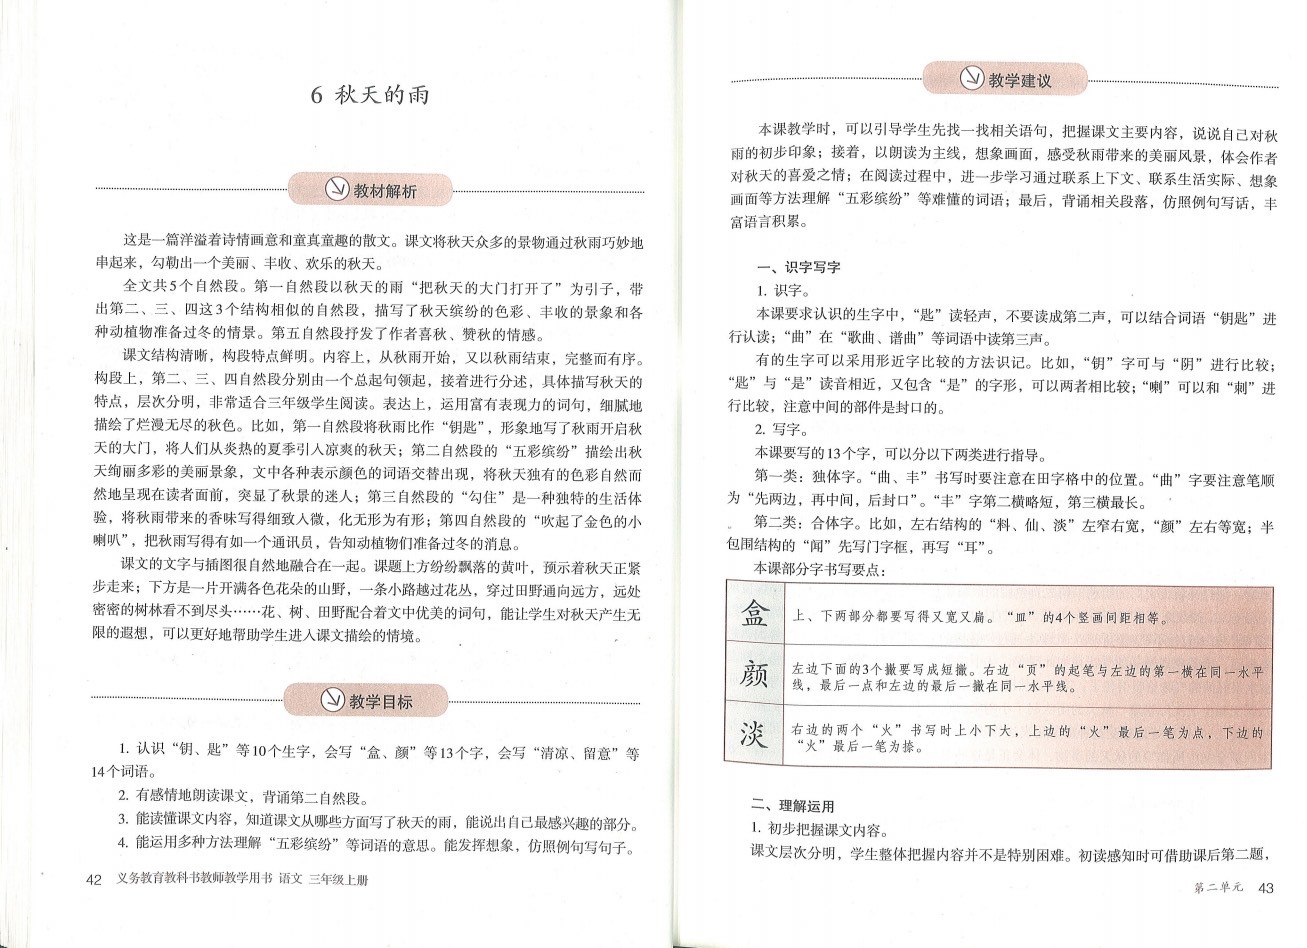 6 秋天的雨
教材解析
这是一篇洋溢着诗情画意和童真童趣的散文。课文将秋天众多的景物通过秋雨巧妙地
串起来，勾勒出一个美丽、丰收、欢乐的秋天。
全文共5个自然段。第一自然段以秋天的雨“把秋天的大门打开了”为引子，带
出第二、三、四这3个结构相似的自然段，描写了秋天缤纷的色彩、丰收的景象和各
种动植物准备过冬的情景。第五自然段抒发了作者喜秋、赞秋的情感。
课文结构清晰，构段特点鲜明。内容上，从秋雨开始，又以秋雨结束，完整而有序。
构段上，第二、三、四自然段分别由一个总起句领起，接着进行分述，具体描写秋天的
特点，层次分明，非常适合三年级学生阅读。表达上，运用富有表现力的词句，细腻地
描绘了烂漫无尽的秋色。比如，第一自然段将秋雨比作“钥匙”，形象地写了秋雨开启秋
天的大门，将人们从炎热的夏季引入凉爽的秋天；第二自然段的“五彩缤纷”描绘出秋
天绚丽多彩的美丽景象，文中各种表示颜色的词语交替出现，将秋天独有的色彩自然而
然地呈现在读者面前，突显了秋景的迷人；第三自然段的“勾住”是一种独特的生活体
验，将秋雨带来的香味写得细致入微，化无形为有形；第四自然段的“吹起了金色的小
喇叭”，把秋雨写得有如一个通讯员，告知动植物们准备过冬的消息。
课文的文字与插图很自然地融合在一起。课题上方纷纷飘落的黄叶，预示着秋天正紧
步走来；下方是一片开满各色花朵的山野，一条小路越过花丛，穿过田野通向远方，远处
密密的树林看不到尽头……花、树、田野配合着文中优美的词句，能让学生对秋天产生无
限的遐想，可以更好地帮助学生进入课文描绘的情境。
教学目标
1. 认识“钥、匙”等10个生字，会写“盒、颜”等13个字，会写“清凉、留意”等
14个词语。
2. 有感情地朗读课文，背诵第二自然段。
3. 能读懂课文内容，知道课文从哪些方面写了秋天的雨，能说出自己最感兴趣的部分。
4. 能运用多种方法理解“五彩缤纷”等词语的意思。能发挥想象，仿照例句写句子。
42 义务教育教科书教师教学用书 语文 三年级上册
教学建议
本课教学时，可以引导学生先找一找相关语句，把握课文主要内容，说说自己对秋
雨的初步印象；接着，以朗读为主线，想象画面，感受秋雨带来的美丽风景，体会作者
对秋天的喜爱之情；在阅读过程中，进一步学习通过联系上下文、联系生活实际、想象
画面等方法理解“五彩缤纷”等难懂的词语；最后，背诵相关段落，仿照例句写话，丰
富语言积累。
一、识字写字
1. 识字。
本课要求认识的生字中，“匙”读轻声，不要读成第二声，可以结合词语“钥匙”进
行认读；“曲”在“歌曲、谱曲”等词语中读第三声。
有的生字可以采用形近字比较的方法识记。比如，“钥”字可与“阴”进行比较；
“匙”与“是”读音相近，又包含“是”的字形，可以两者相比较；“喇”可以和“刺”进
行比较，注意中间的部件是封口的。
2. 写字。
本课要写的13个字，可以分以下两类进行指导。
第一类：独体字。“曲、丰”书写时要注意在田字格中的位置。“曲”字要注意笔顺
为“先两边，再中间，后封口”。“丰”字第二横略短，第三横最长。
第二类：合体字。比如，左右结构的“料、仙、淡”左窄右宽，“颜”左右等宽；半
包围结构的“闻”先写门字框，再写“耳”。
本课部分字书写要点：
盒 上、下两部分都要写得又宽又扁。“皿”的4个竖画间距相等。
颜 左边下面的3个撇要写成短撇。右边“页”的起笔与左边的第一横在同一水平
线，最后一点和左边的最后一撇在同一水平线。
淡 右边的两个“火”书写时上小下大，上边的“火”最后一笔为点，下边的
“火”最后一笔为捺。
二、理解运用
1. 初步把握课文内容。
课文层次分明，学生整体把握内容并不是特别困难。初读感知时可借助课后第二题，
第二单元 43